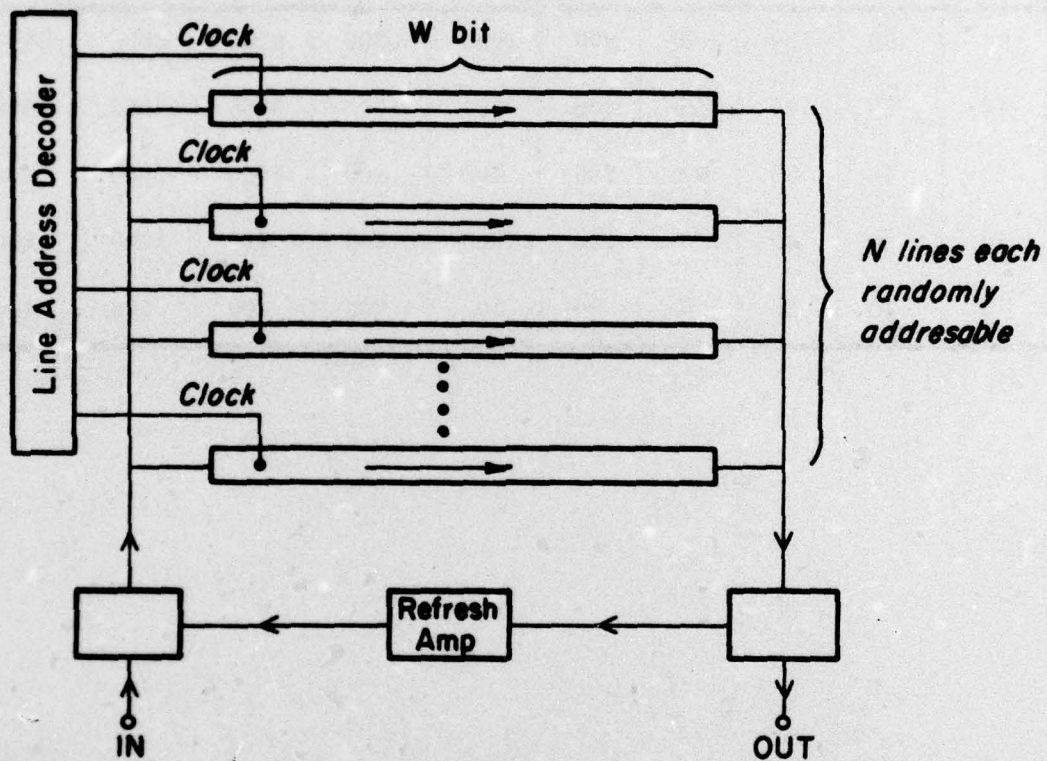 Line Address Decoder
Clock
W bit
Clock
Clock
Clock
N lines each
randomly
addresable
Refresh
Amp
IN
OUT